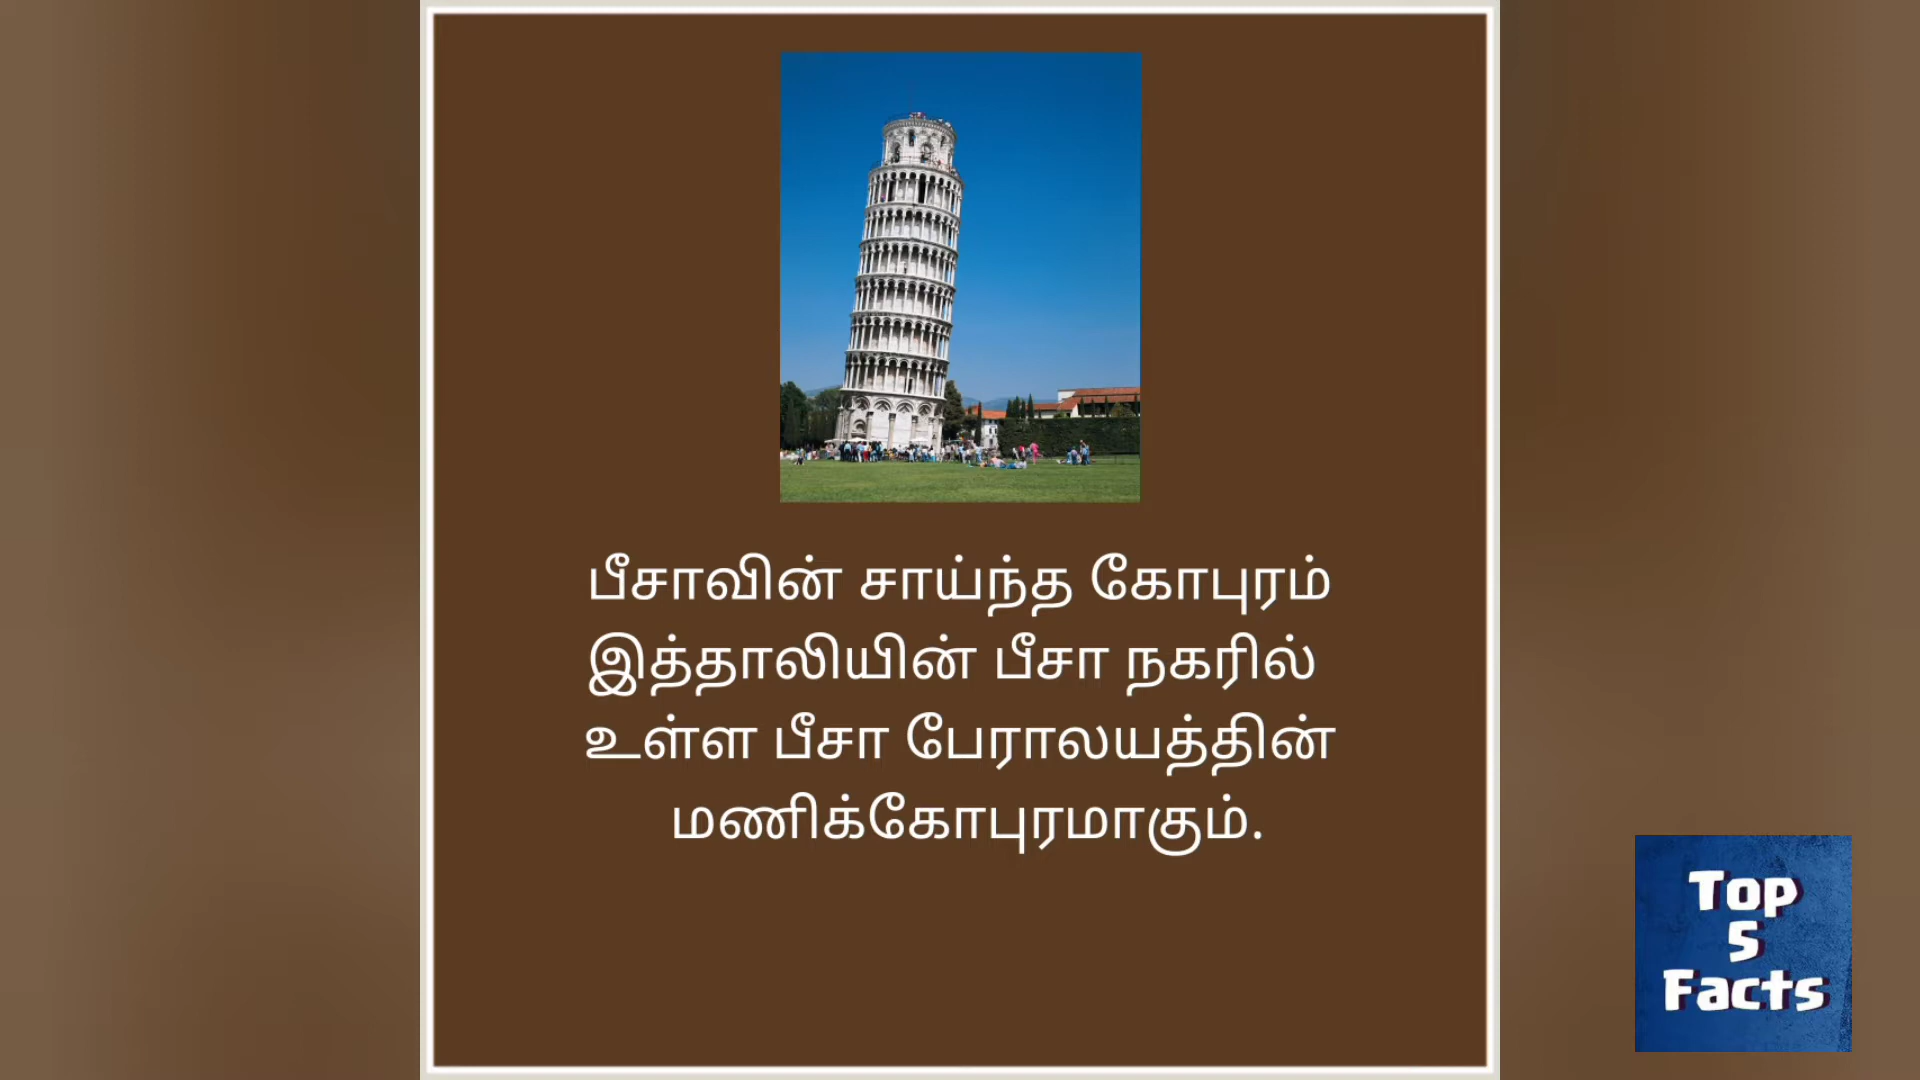 பீசாவின் சாய்ந்த கோபுரம்
இத்தாலியின் பீசா நகரில்
உள்ள பீசா பேராலயத்தின்
மணிக்கோபுரமாகும்.
Top
5
Facts